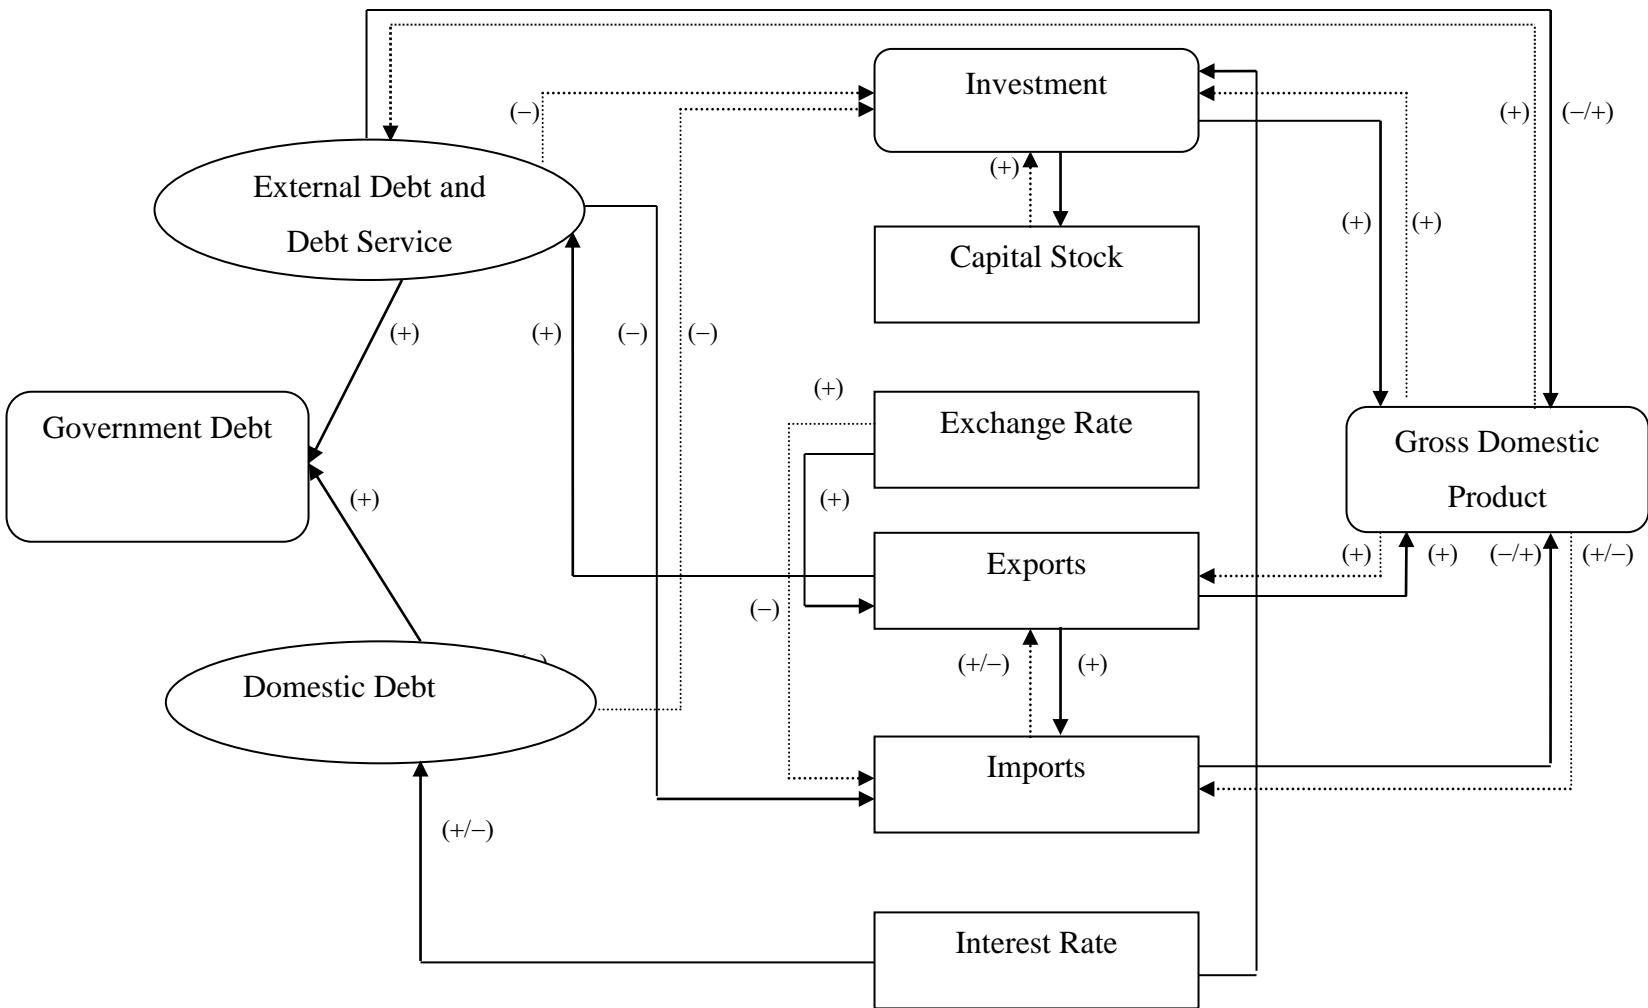 Investment
(−)
(+)
(−/+)
(+)
External Debt and
Debt Service
(+)
(+)
Capital Stock
(+)
(+)
(−)
(−)
(+)
Government Debt
Exchange Rate
Gross Domestic
Product
(+)
(+)
Exports
(+)
(+)
(−/+)
(+/−)
(−)
(+/−)
(+)
Domestic Debt
Imports
(+/−)
Interest Rate